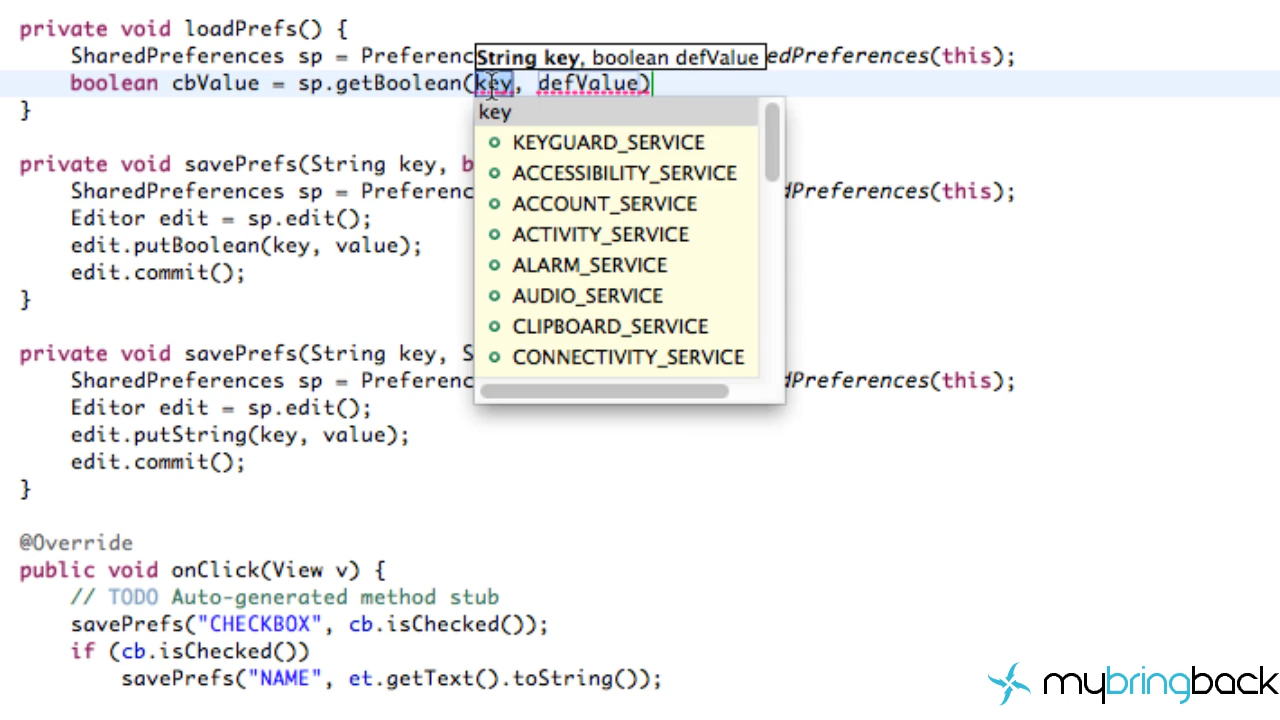 private void loadPrefs() {
SharedPreferences sp = Preferenc
String key, boolean defValue
edPreferences(this);
boolean cbValue = sp.getBoolean(key, defValue)
}
key
KEYGUARD_SERVICE
ACCESSIBILITY_SERVICE
ACCOUNT_SERVICE
ACTIVITY_SERVICE
ALARM_SERVICE
AUDIO_SERVICE
CLIPBOARD_SERVICE
CONNECTIVITY_SERVICE
private void savePrefs(String key, b
SharedPreferences sp = Preferenc
dPreferences(this);
Editor edit = sp.edit();
edit.putBoolean(key, value);
edit.commit();
}
private void savePrefs(String key, S
SharedPreferences sp = Preferenc
dPreferences(this);
Editor edit = sp.edit();
edit.putString(key, value);
edit.commit();
}
@Override
public void onClick(View v) {
// TODO Auto-generated method stub
savePrefs("CHECKBOX", cb.isChecked());
if (cb.isChecked())
savePrefs("NAME", et.getText().toString());
mybringback